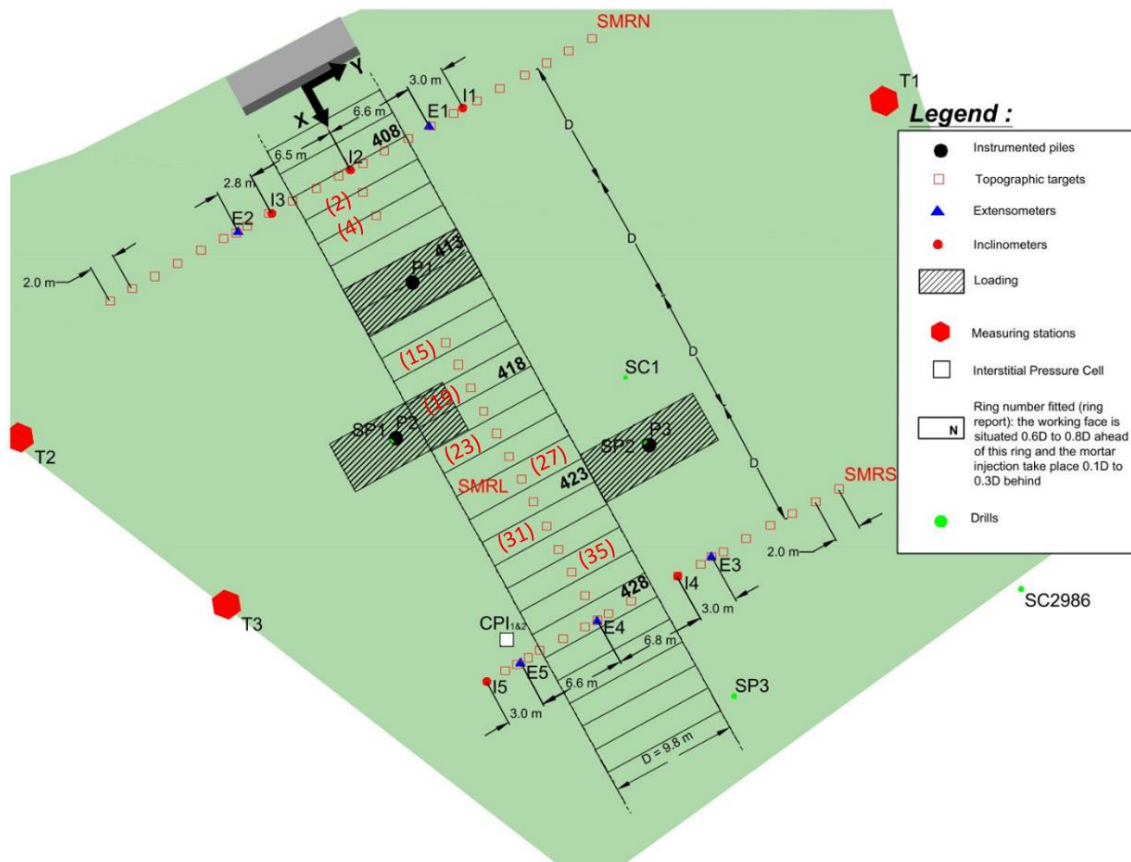 SMRN
Y
X
3.0 m
I1
T1
6.6 m
E1
408
6.5 m
I2
2.8 m
I3
(2)
E2
(4)
D
2.0 m
413
P1
D
(15)
418
SC1
D
(19)
SP1
P2
P3
SP2
T2
(23)
(27)
SMRL
423
D
SMRS
(31)
(35)
2.0 m
E3
I4
428
3.0 m
T3
CPI1&2
E4
6.8 m
SC2986
E5
6.6 m
I5
3.0 m
SP3
D = 9.8 m
Legend :
Instrumented piles
Topographic targets
Extensometers
Inclinometers
Loading
Measuring stations
Interstitial Pressure Cell
N
Ring number fitted (ring
report): the working face is
situated 0.6D to 0.8D ahead
of this ring and the mortar
injection take place 0.1D to
0.3D behind
Drills